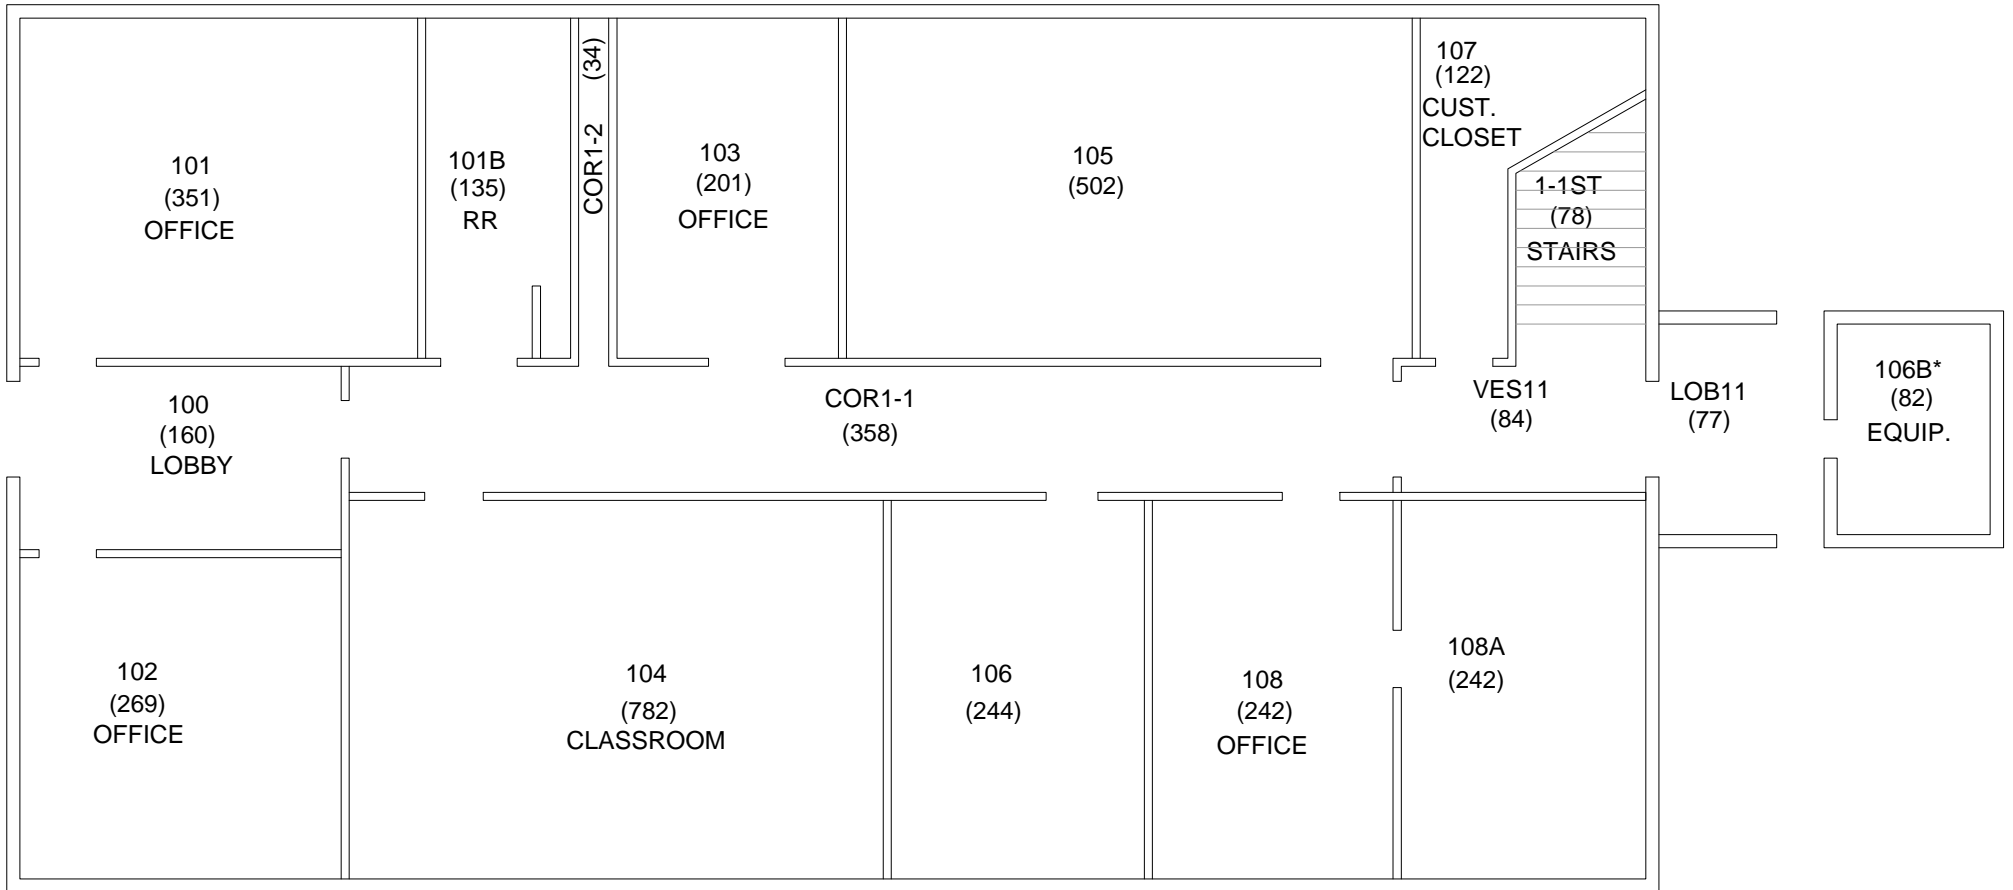 101
(351)
OFFICE
101B
(135)
RR
COR1-2 (34)
103
(201)
OFFICE
105
(502)
107
(122)
CUST.
CLOSET
1-1ST
(78)
STAIRS
100
(160)
LOBBY
COR1-1
(358)
VES11
(84)
LOB11
(77)
106B*
(82)
EQUIP.
102
(269)
OFFICE
104
(782)
CLASSROOM
106
(244)
108
(242)
OFFICE
108A
(242)